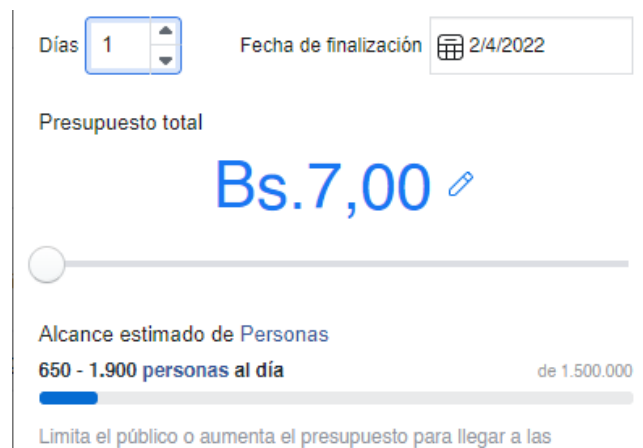 Días 1 Fecha de finalización 2/4/2022
Presupuesto total
Bs.7,00
Alcance estimado de Personas
650 - 1.900 personas al día de 1.500.000
Limita el público o aumenta el presupuesto para llegar a las